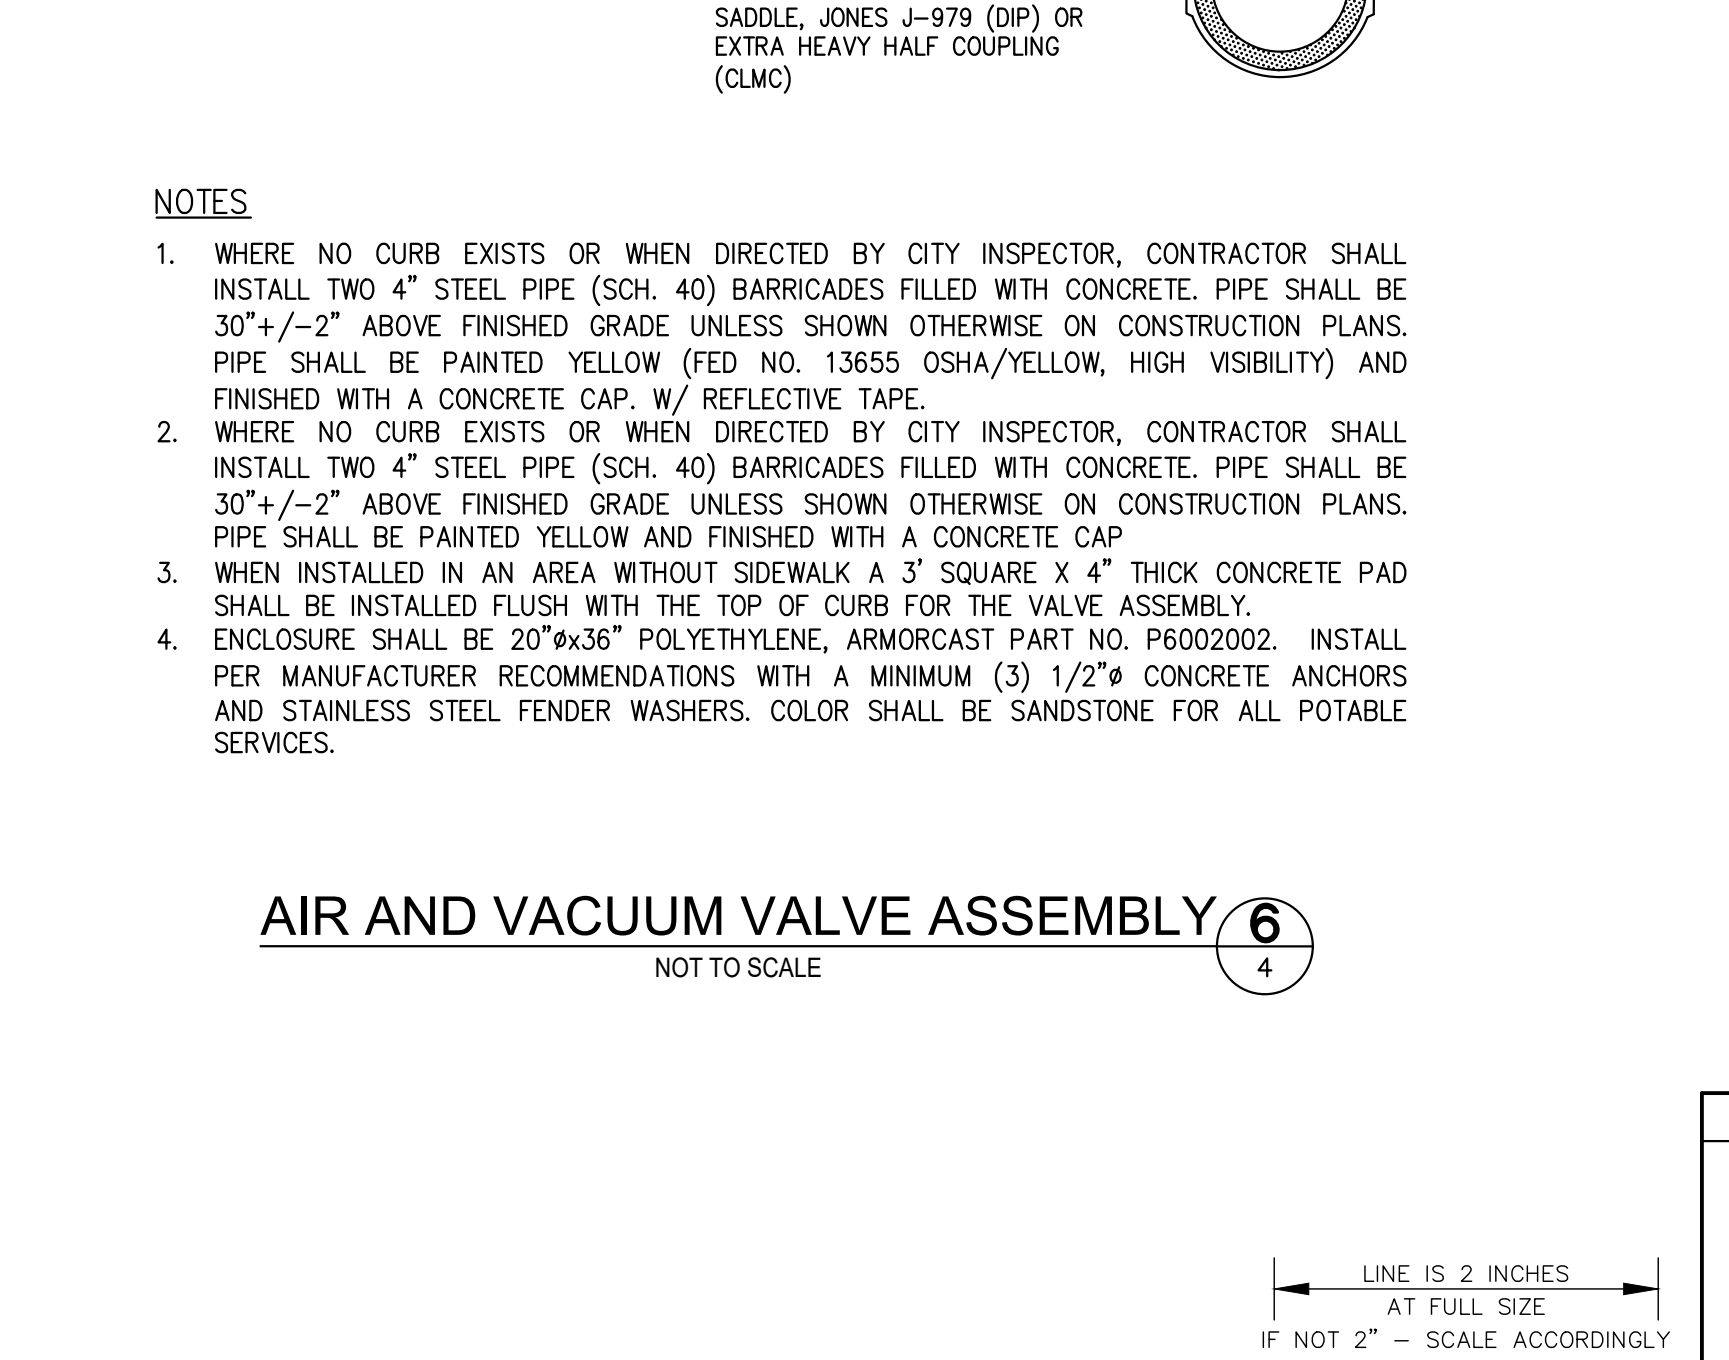 SADDLE, JONES J-979 (DIP) OR
EXTRA HEAVY HALF COUPLING
(CLMC)
NOTES
1. WHERE NO CURB EXISTS OR WHEN DIRECTED BY CITY INSPECTOR, CONTRACTOR SHALL
INSTALL TWO 4" STEEL PIPE (SCH. 40) BARRICADES FILLED WITH CONCRETE. PIPE SHALL BE
30"+/-2" ABOVE FINISHED GRADE UNLESS SHOWN OTHERWISE ON CONSTRUCTION PLANS.
PIPE SHALL BE PAINTED YELLOW (FED NO. 13655 OSHA/YELLOW, HIGH VISIBILITY) AND
FINISHED WITH A CONCRETE CAP. W/ REFLECTIVE TAPE.
2. WHERE NO CURB EXISTS OR WHEN DIRECTED BY CITY INSPECTOR, CONTRACTOR SHALL
INSTALL TWO 4" STEEL PIPE (SCH. 40) BARRICADES FILLED WITH CONCRETE. PIPE SHALL BE
30"+/-2" ABOVE FINISHED GRADE UNLESS SHOWN OTHERWISE ON CONSTRUCTION PLANS.
PIPE SHALL BE PAINTED YELLOW AND FINISHED WITH A CONCRETE CAP
3. WHEN INSTALLED IN AN AREA WITHOUT SIDEWALK A 3' SQUARE X 4" THICK CONCRETE PAD
SHALL BE INSTALLED FLUSH WITH THE TOP OF CURB FOR THE VALVE ASSEMBLY.
4. ENCLOSURE SHALL BE 20"øx36" POLYETHYLENE, ARMORCAST PART NO. P6002002. INSTALL
PER MANUFACTURER RECOMMENDATIONS WITH A MINIMUM (3) 1/2"ø CONCRETE ANCHORS
AND STAINLESS STEEL FENDER WASHERS. COLOR SHALL BE SANDSTONE FOR ALL POTABLE
SERVICES.
AIR AND VACUUM VALVE ASSEMBLY 6
NOT TO SCALE 4
LINE IS 2 INCHES
AT FULL SIZE
IF NOT 2" - SCALE ACCORDINGLY